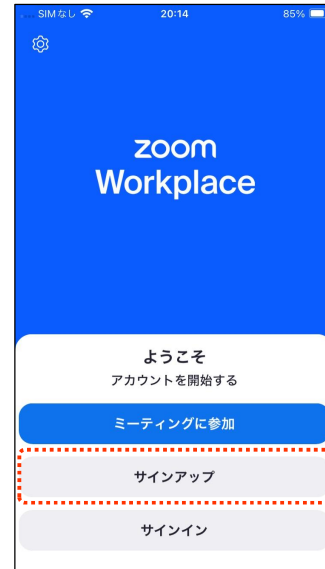 SIMなし 20:14 85%
zoom
Workplace
ようこそ
アカウントを開始する
ミーティングに参加
サインアップ
サインイン